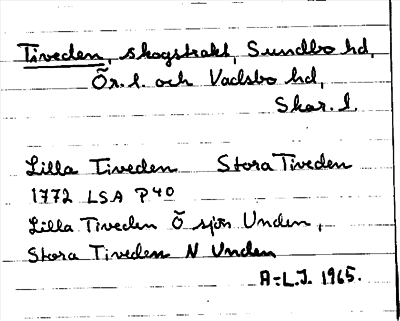 Tiveden, skogstrakt, Sundbo hd,
Ör. l. och Vadsbo hd,
Skar. l.
Lilla Tiveden Stora Tiveden
1772 LSA P40
Lilla Tiveden Ö sjön Unden,
Stora Tiveden N Unden
A-L.J. 1965.